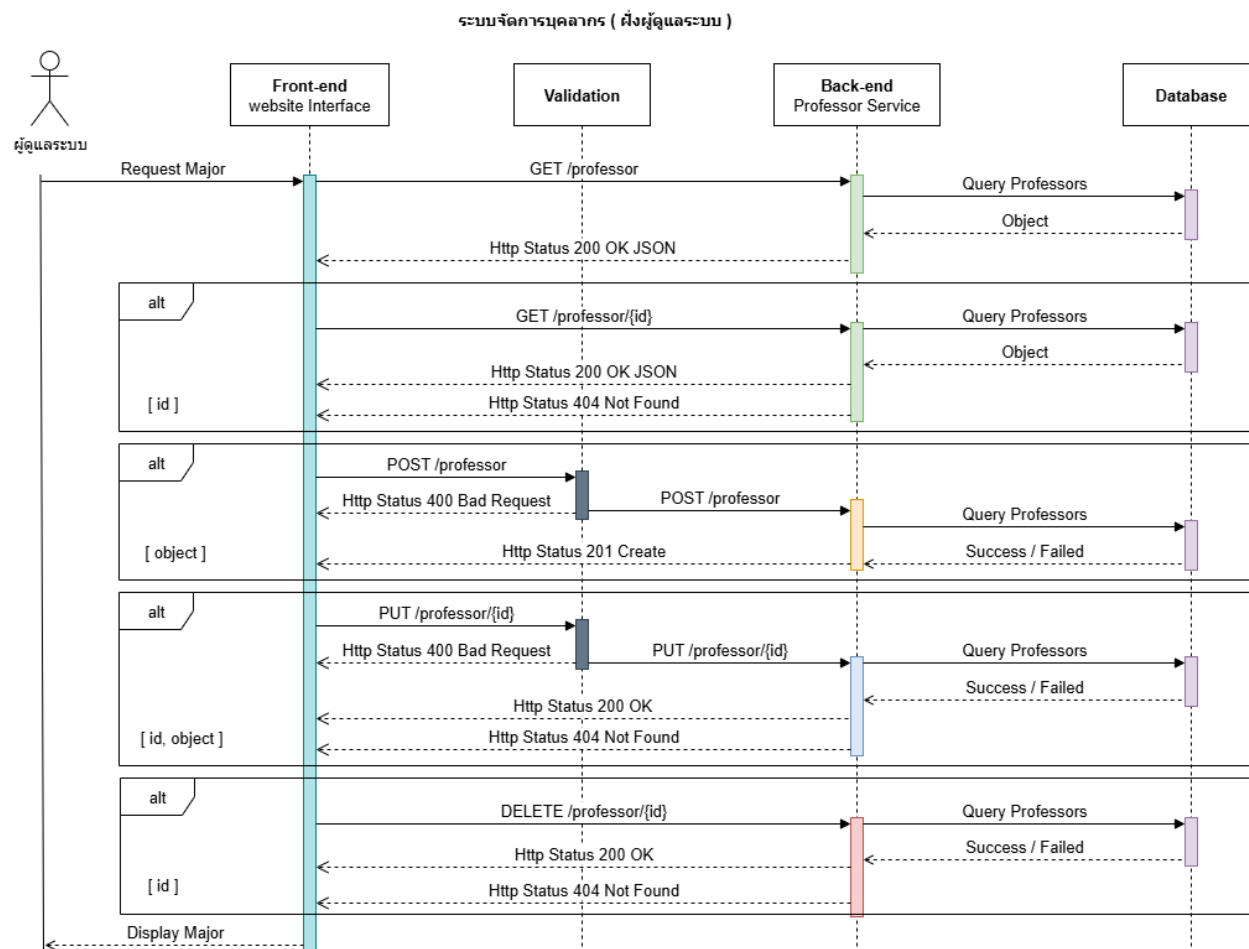 ระบบจัดการบุคลากร ( ฝั่งผู้ดูแลระบบ )
ผู้ดูแลระบบ
Front-end
website Interface
Validation
Back-end
Professor Service
Database
Request Major
GET /professor
Query Professors
Object
Http Status 200 OK JSON
alt
GET /professor/{id}
Query Professors
Object
Http Status 200 OK JSON
Http Status 404 Not Found
[ id ]
alt
POST /professor
Http Status 400 Bad Request
POST /professor
Query Professors
Success / Failed
Http Status 201 Create
[ object ]
alt
PUT /professor/{id}
Http Status 400 Bad Request
PUT /professor/{id}
Query Professors
Success / Failed
Http Status 200 OK
Http Status 404 Not Found
[ id, object ]
alt
DELETE /professor/{id}
Query Professors
Success / Failed
Http Status 200 OK
Http Status 404 Not Found
[ id ]
Display Major